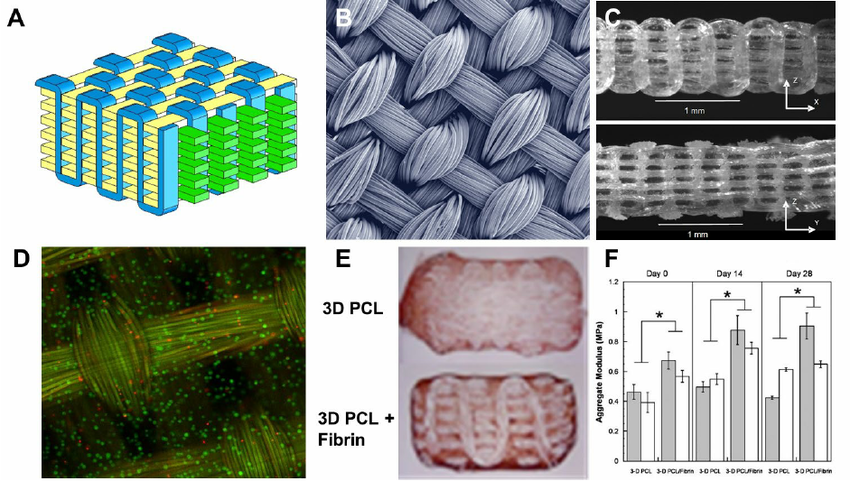 A
B
C
Z
X
1 mm
Z
Y
1 mm
D
E
3D PCL
3D PCL +
Fibrin
F
Day 0 Day 14 Day 28
Aggregate Modulus (MPa)
1.2
1
0.8
0.6
0.4
0.2
0
* * *
3-D PCL 3-D PCL/Fibrin 3-D PCL 3-D PCL/Fibrin 3-D PCL 3-D PCL/Fibrin